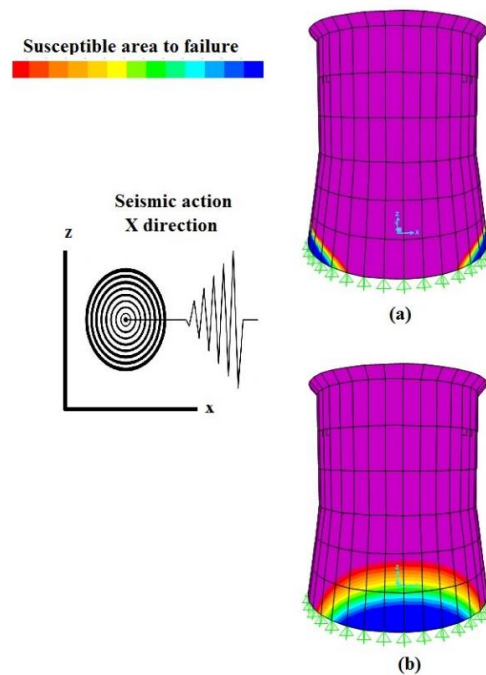 Susceptible area to failure
Seismic action
X direction
Z
X
Z
X
(a)
(b)